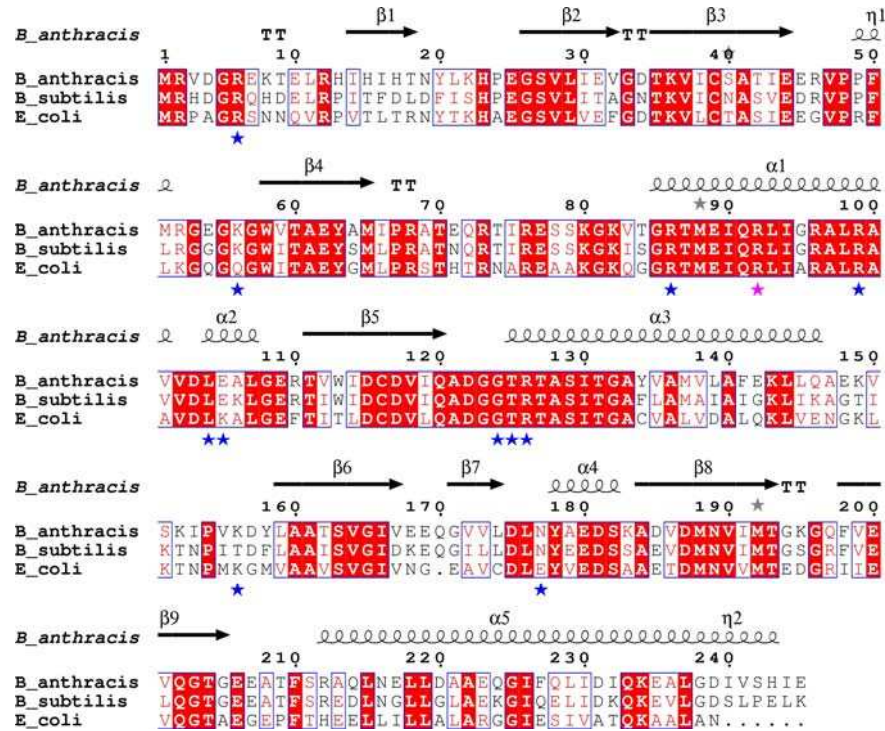 β1 β2 β3 η1
B_anthracis TT TT
1 10 20 30 40 50
B_anthracis MRVDGREKTELRHIHIHTNYLKHPEGSVLIEVGDTKVICSATIEERVPPF
B_subtilis MRHDGRQHDELRPITFDLDFISHPEGSVLITAGNTKVICNASVEDRVPPF
E_coli MRPAGRSNNQVRPVTLTRNYTKHAEGSVLVEFGDTKVLCTASIEEGVPRF
β4 α1
B_anthracis TT
60 70 80 90 100
B_anthracis MRGEGKGWVTAEYAMIPRATEQRTIRESSKGKVTGRTMEIQRLIGRALRA
B_subtilis LRGGGKGWITAEYSMLPRATNQRTIRESSKGKISGRTMEIQRLIGRALRA
E_coli LKGQGQGWITAEYGMLPRSTHTRNAREAAKGKQGGRTMEIQRLIARALRA
α2 β5 α3
B_anthracis
110 120 130 140 150
B_anthracis VVDLEALGERTVWIDCDVIQADGGTRTASITGAYVAMVLAFEKLLQAEKV
B_subtilis VVDLEALGERTIWIDCDVIQADGGTRTASITGAFLAMAIAIGKLIKAGTI
E_coli AVDLKALGEFTITLDCDVLQADGGTRTASITGACVALVDALQKLVENGKL
β6 β7 α4 β8
B_anthracis TT
160 170 180 190 200
B_anthracis SKIPVKDYLAATSVGIVEEQGVVLDLNYAEDSKADVDMNVIMTGKGQFVE
B_subtilis KTNPITDFLAAISVGIDKEQGILLDLNYEEDSSAEVDMNVIMTGSGRFVE
E_coli KTNPMKGMVAAVSVGIVNG.EAVCDLEYVEDSAAETDMNVVMTEDGRIIE
β9 α5 η2
B_anthracis
210 220 230 240
B_anthracis VQGTGEEATFSRAQLNELLDAAEQGIFQLIDIQKEALGDIVSHIE
B_subtilis LQGTGEEATFSREDLNGLLGLAEKGIQELIDKQKEVLGDSLPELK
E_coli VQGTAEGEPFTHEELLILLALARGGIESIVATQKAALAN......